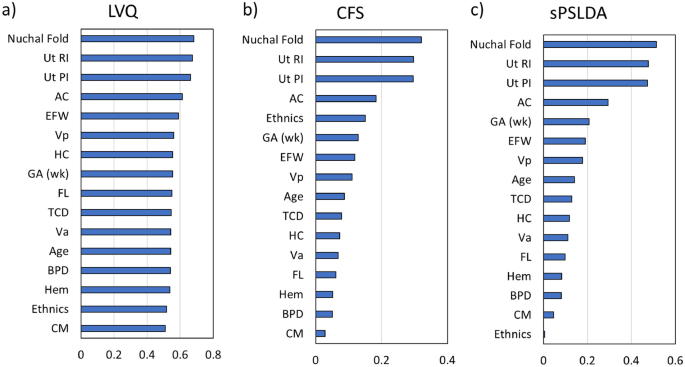 a) LVQ
Nuchal Fold
Ut RI
Ut PI
AC
EFW
Vp
HC
GA (wk)
FL
TCD
Va
Age
BPD
Hem
Ethnics
CM
0 0.2 0.4 0.6 0.8
b) CFS
Nuchal Fold
Ut RI
Ut PI
AC
Ethnics
GA (wk)
EFW
Vp
Age
TCD
HC
Va
FL
Hem
BPD
CM
0 0.2 0.4
c) sPSLDA
Nuchal Fold
Ut RI
Ut PI
AC
GA (wk)
EFW
Vp
Age
TCD
HC
Va
FL
Hem
BPD
CM
Ethnics
0 0.2 0.4 0.6